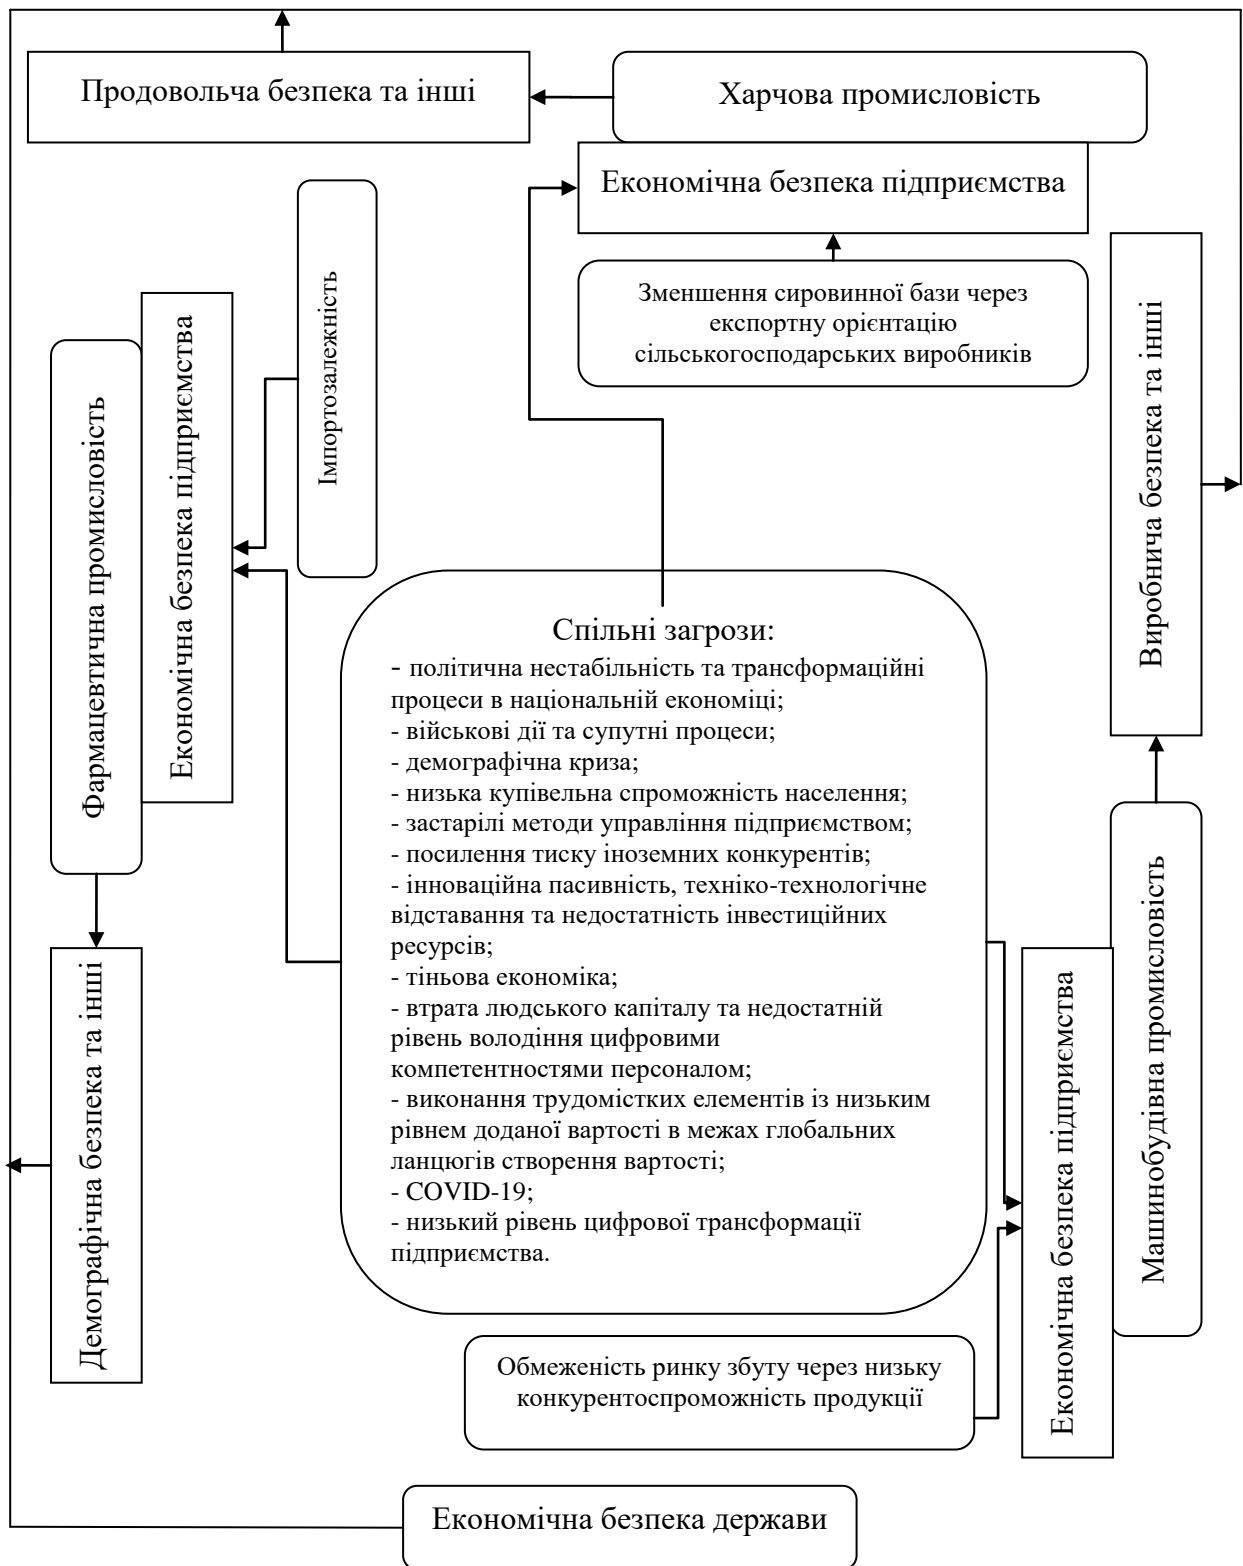 Продовольча безпека та інші
Харчова промисловість
Економічна безпека підприємства
Зменшення сировинної бази через
експортну орієнтацію
сільськогосподарських виробників
Імпортозалежність
Економічна безпека підприємства
Фармацевтична промисловість
Виробнича безпека та інші
Спільні загрози:
- політична нестабільність та трансформаційні
процеси в національній економіці;
- військові дії та супутні процеси;
- демографічна криза;
- низька купівельна спроможність населення;
- застарілі методи управління підприємством;
- посилення тиску іноземних конкурентів;
- інноваційна пасивність, техніко-технологічне
відставання та недостатність інвестиційних
ресурсів;
- тіньова економіка;
- втрата людського капіталу та недостатній
рівень володіння цифровими
компетентностями персоналом;
- виконання трудомістких елементів із низьким
рівнем доданої вартості в межах глобальних
ланцюгів створення вартості;
- COVID-19;
- низький рівень цифрової трансформації
підприємства.
Демографічна безпека та інші
Економічна безпека підприємства
Машинобудівна промисловість
Обмеженість ринку збуту через низьку
конкурентоспроможність продукції
Економічна безпека держави